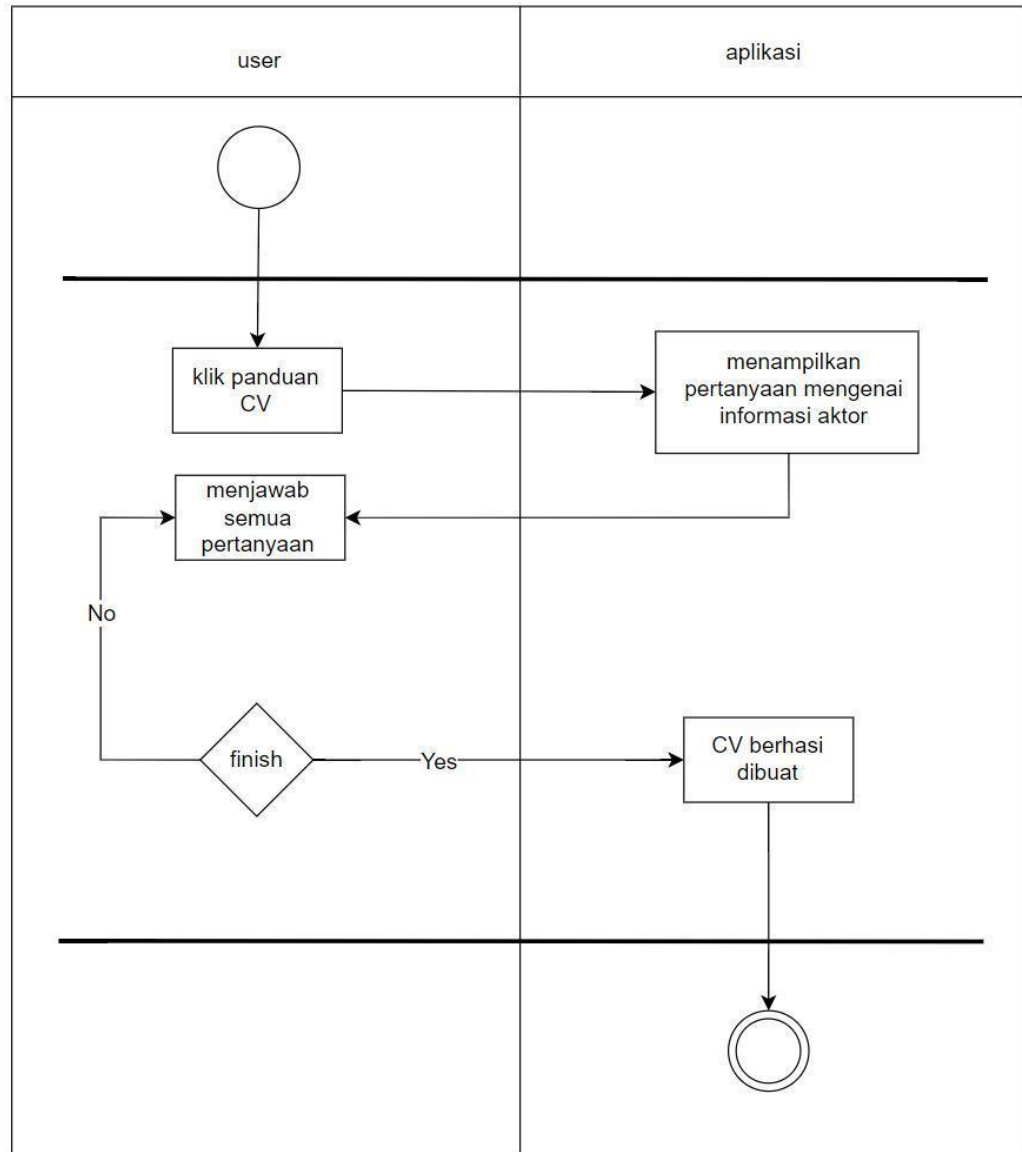 user
aplikasi
klik panduan
CV
menampilkan
pertanyaan mengenai
informasi aktor
menjawab
semua
pertanyaan
No
finish
Yes
CV berhasi
dibuat